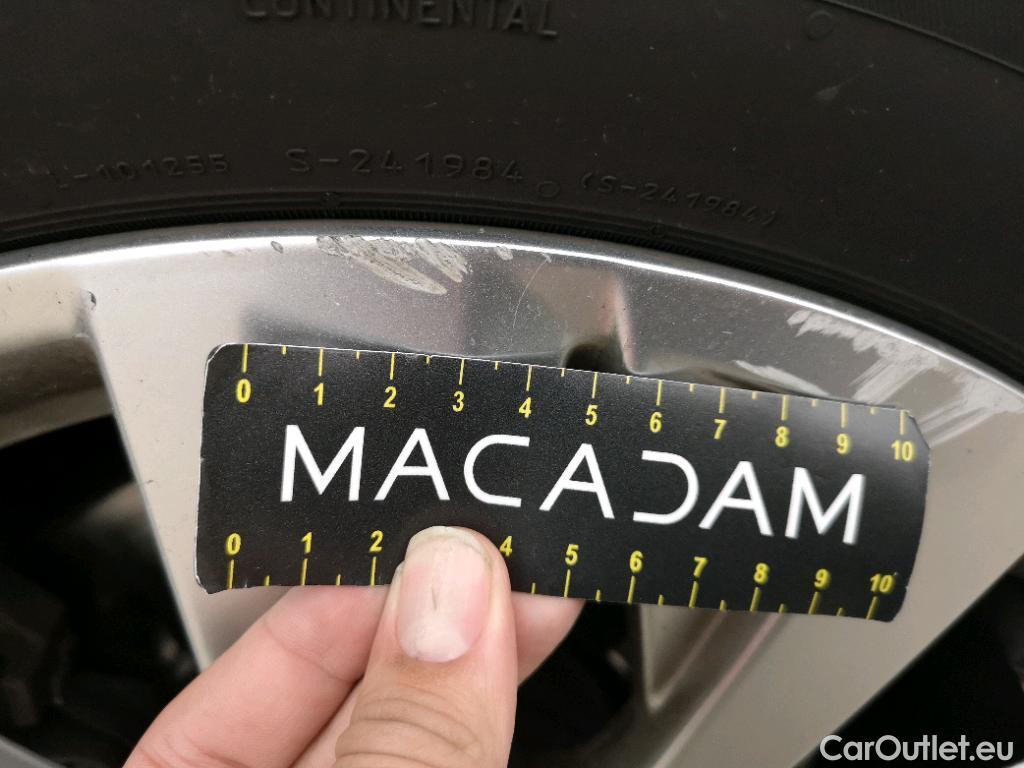 CONTINENTAL
1-101255 S-241984 (S-241984)
0 1 2 3 4 5 6 7 8 9 10
MACADAM
0 1 2 4 5 6 7 8 9 10
CarOutlet.eu